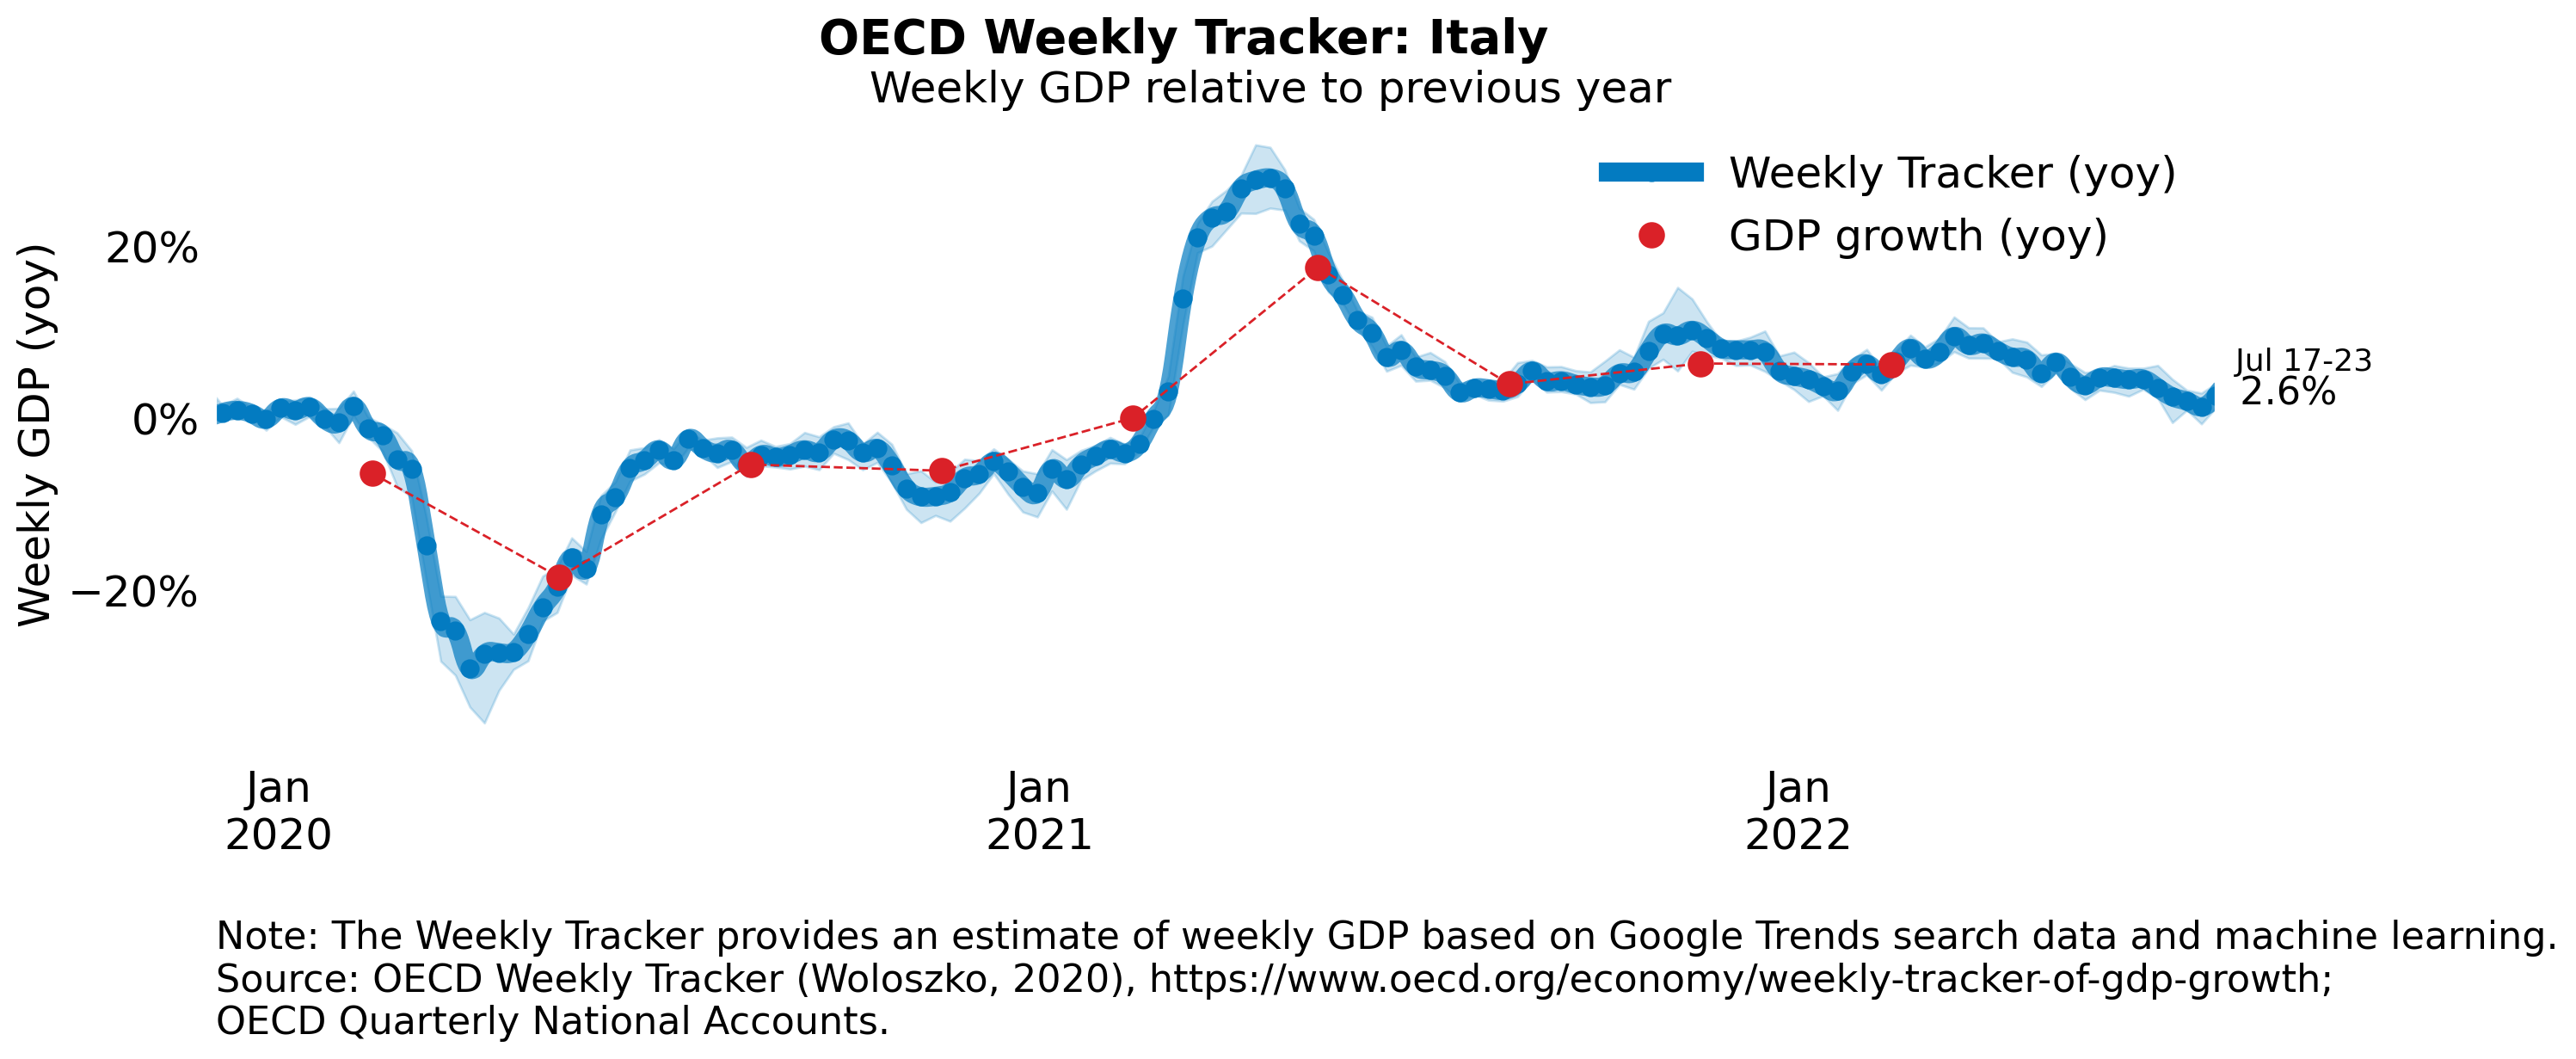 OECD Weekly Tracker: Italy
Weekly GDP relative to previous year
Weekly Tracker (yoy)
GDP growth (yoy)
Weekly GDP (yoy)
20%
0%
−20%
Jul 17-23
2.6%
Jan
2020
Jan
2021
Jan
2022
Note: The Weekly Tracker provides an estimate of weekly GDP based on Google Trends search data and machine learning.
Source: OECD Weekly Tracker (Woloszko, 2020), https://www.oecd.org/economy/weekly-tracker-of-gdp-growth;
OECD Quarterly National Accounts.